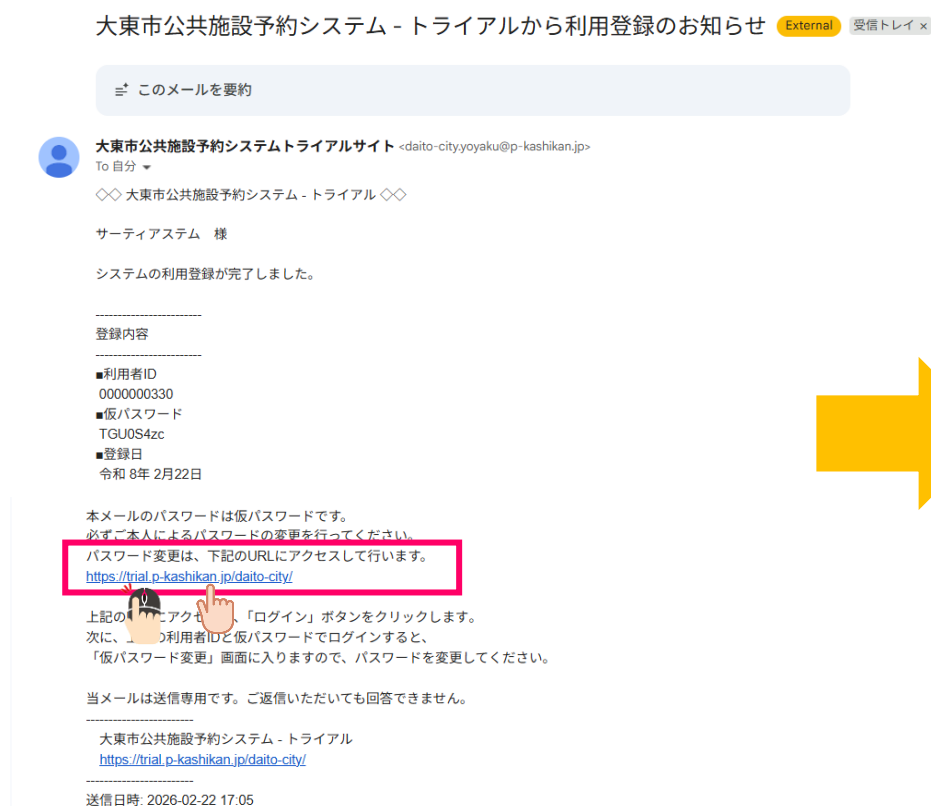 大東市公共施設予約システム - トライアルから利用登録のお知らせ External 受信トレイ ×
このメールを要約
大東市公共施設予約システムトライアルサイト <daito-city.yoyaku@p-kashikan.jp>
To 自分
◇◇ 大東市公共施設予約システム - トライアル ◇◇
サーティアステム 様
システムの利用登録が完了しました。
------------------------
登録内容
------------------------
■利用者ID
0000000330
■仮パスワード
TGU0S4zc
■登録日
令和 8年 2月22日
本メールのパスワードは仮パスワードです。
必ずご本人によるパスワードの変更を行ってください。
パスワード変更は、下記のURLにアクセスして行います。
https://trial.p-kashikan.jp/daito-city/
上記の にアクセ 、「ログイン」ボタンをクリックします。
次に、 の利用者IDと仮パスワードでログインすると、
「仮パスワード変更」画面に入りますので、パスワードを変更してください。
当メールは送信専用です。ご返信いただいても回答できません。
------------------------
大東市公共施設予約システム - トライアル
https://trial.p-kashikan.jp/daito-city/
------------------------
送信日時: 2026-02-22 17:05